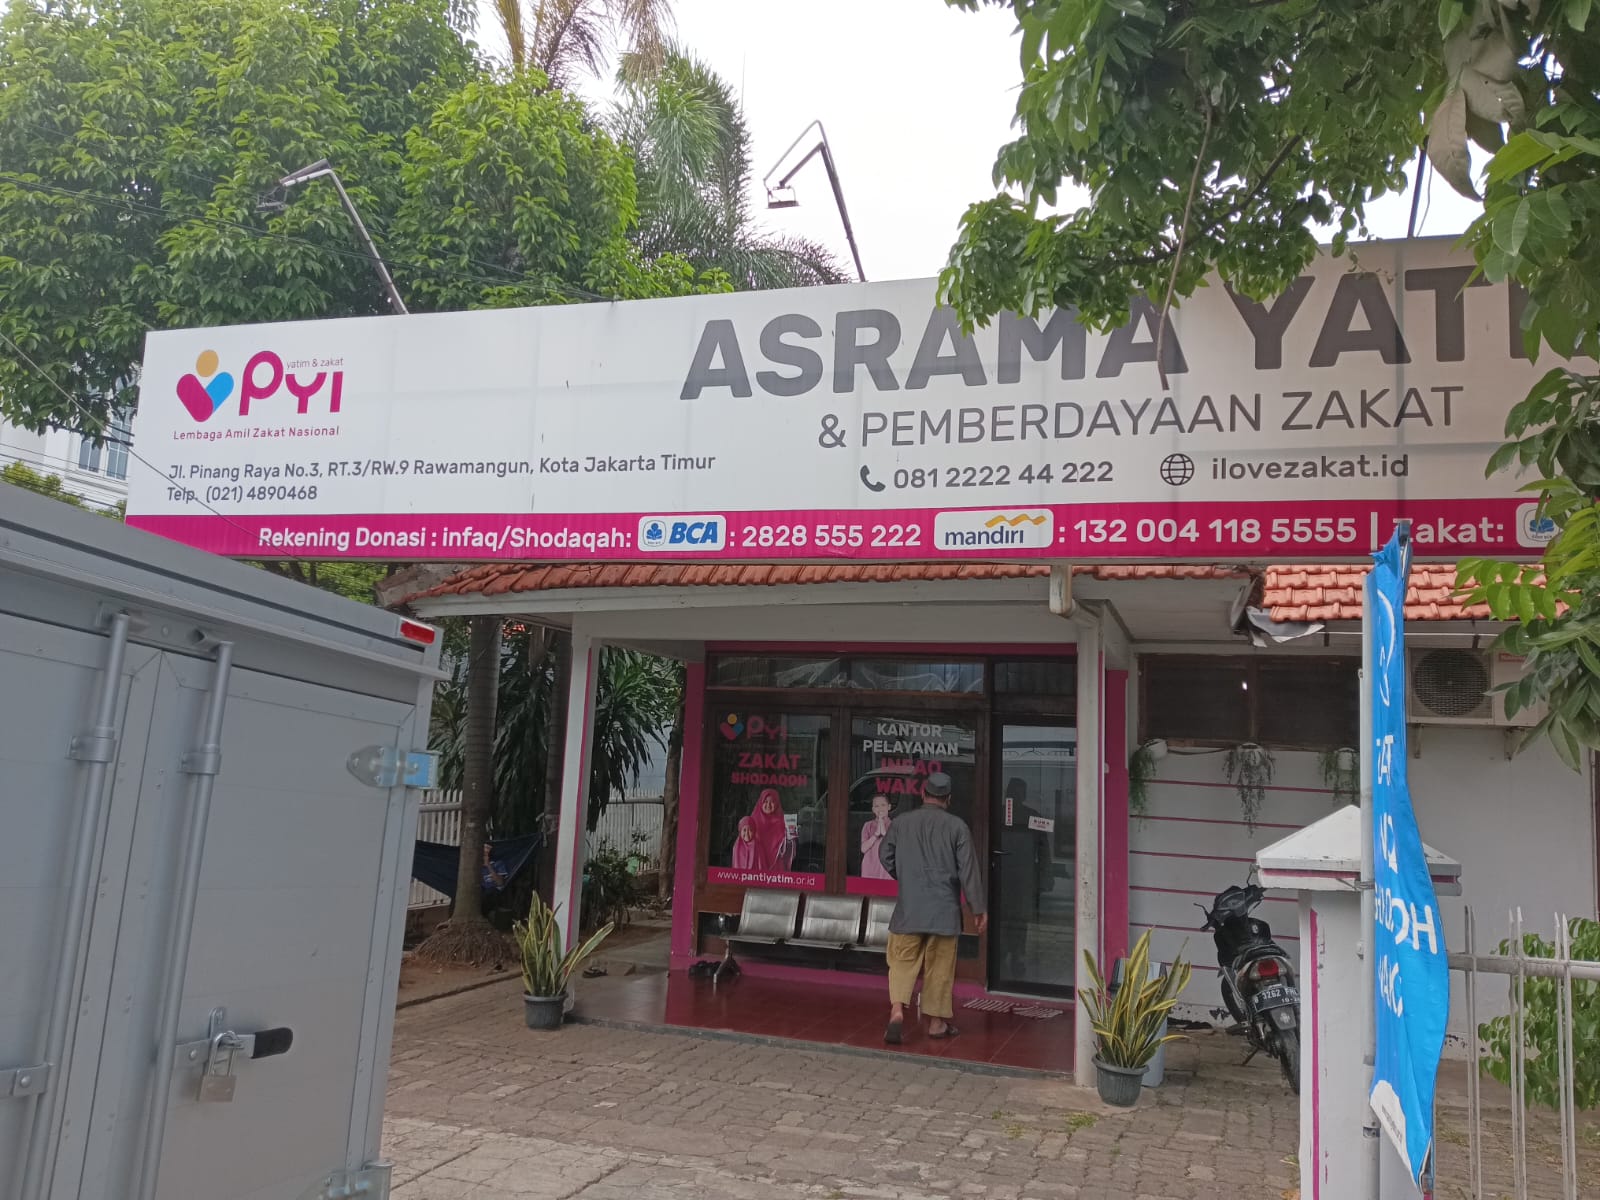 yatim & zakat
PYI
Lembaga Amil Zakat Nasional
ASRAMA YATI
& PEMBERDAYAAN ZAKAT
Jl. Pinang Raya No.3, RT.3/RW.9 Rawamangun, Kota Jakarta Timur
Telp. (021) 4890468
081 2222 44 222
ilovezakat.id
Rekening Donasi : infaq/Shodaqah: BCA : 2828 555 222 mandiri : 132 004 118 5555 | Zakat:
PYI
ZAKAT
SHODAQOH
www.pantiyatim.or.id
KANTOR
PELAYANAN
INFAQ
WAKA
BUKA